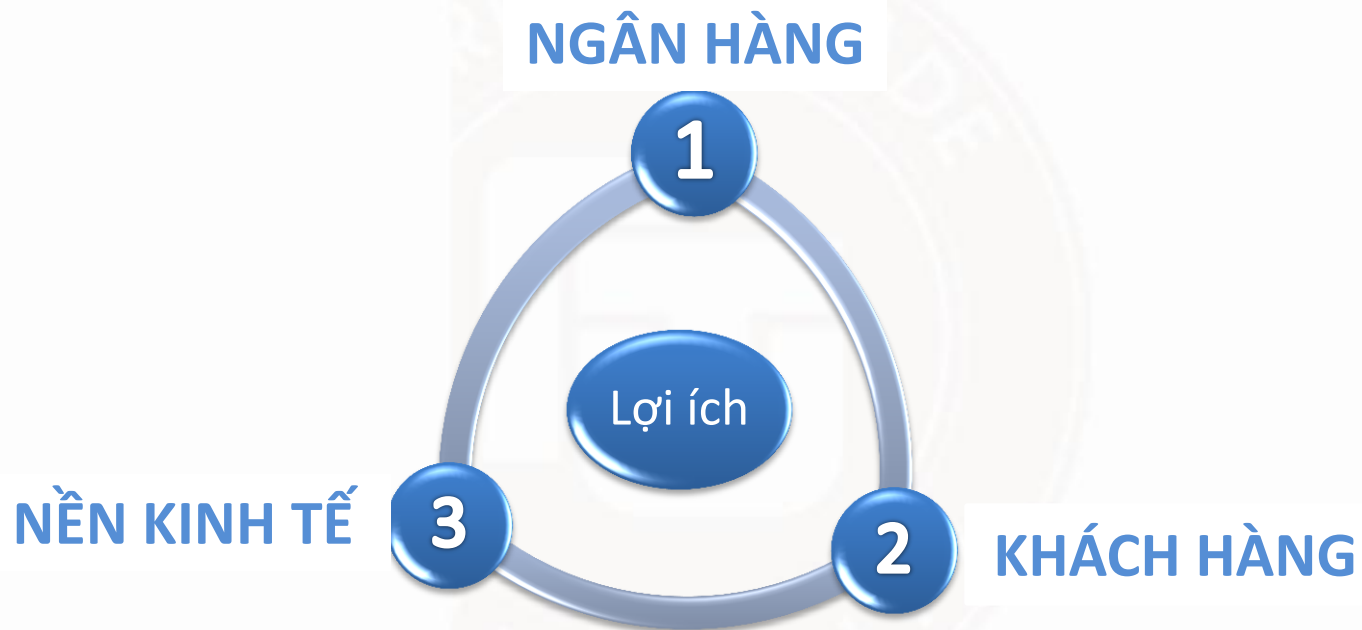 NGÂN HÀNG
1
Lợi ích
NỀN KINH TẾ
3
2
KHÁCH HÀNG